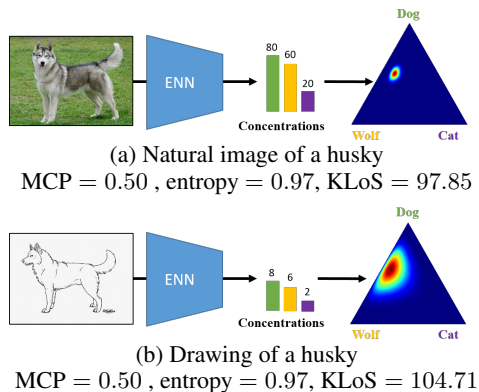 Dog
80
60
20
ENN
Concentrations
Wolf
Cat
(a) Natural image of a husky
MCP = 0.50 , entropy = 0.97, KLoS = 97.85
Dog
8
6
2
ENN
Concentrations
Wolf
Cat
(b) Drawing of a husky
MCP = 0.50 , entropy = 0.97, KLoS = 104.71